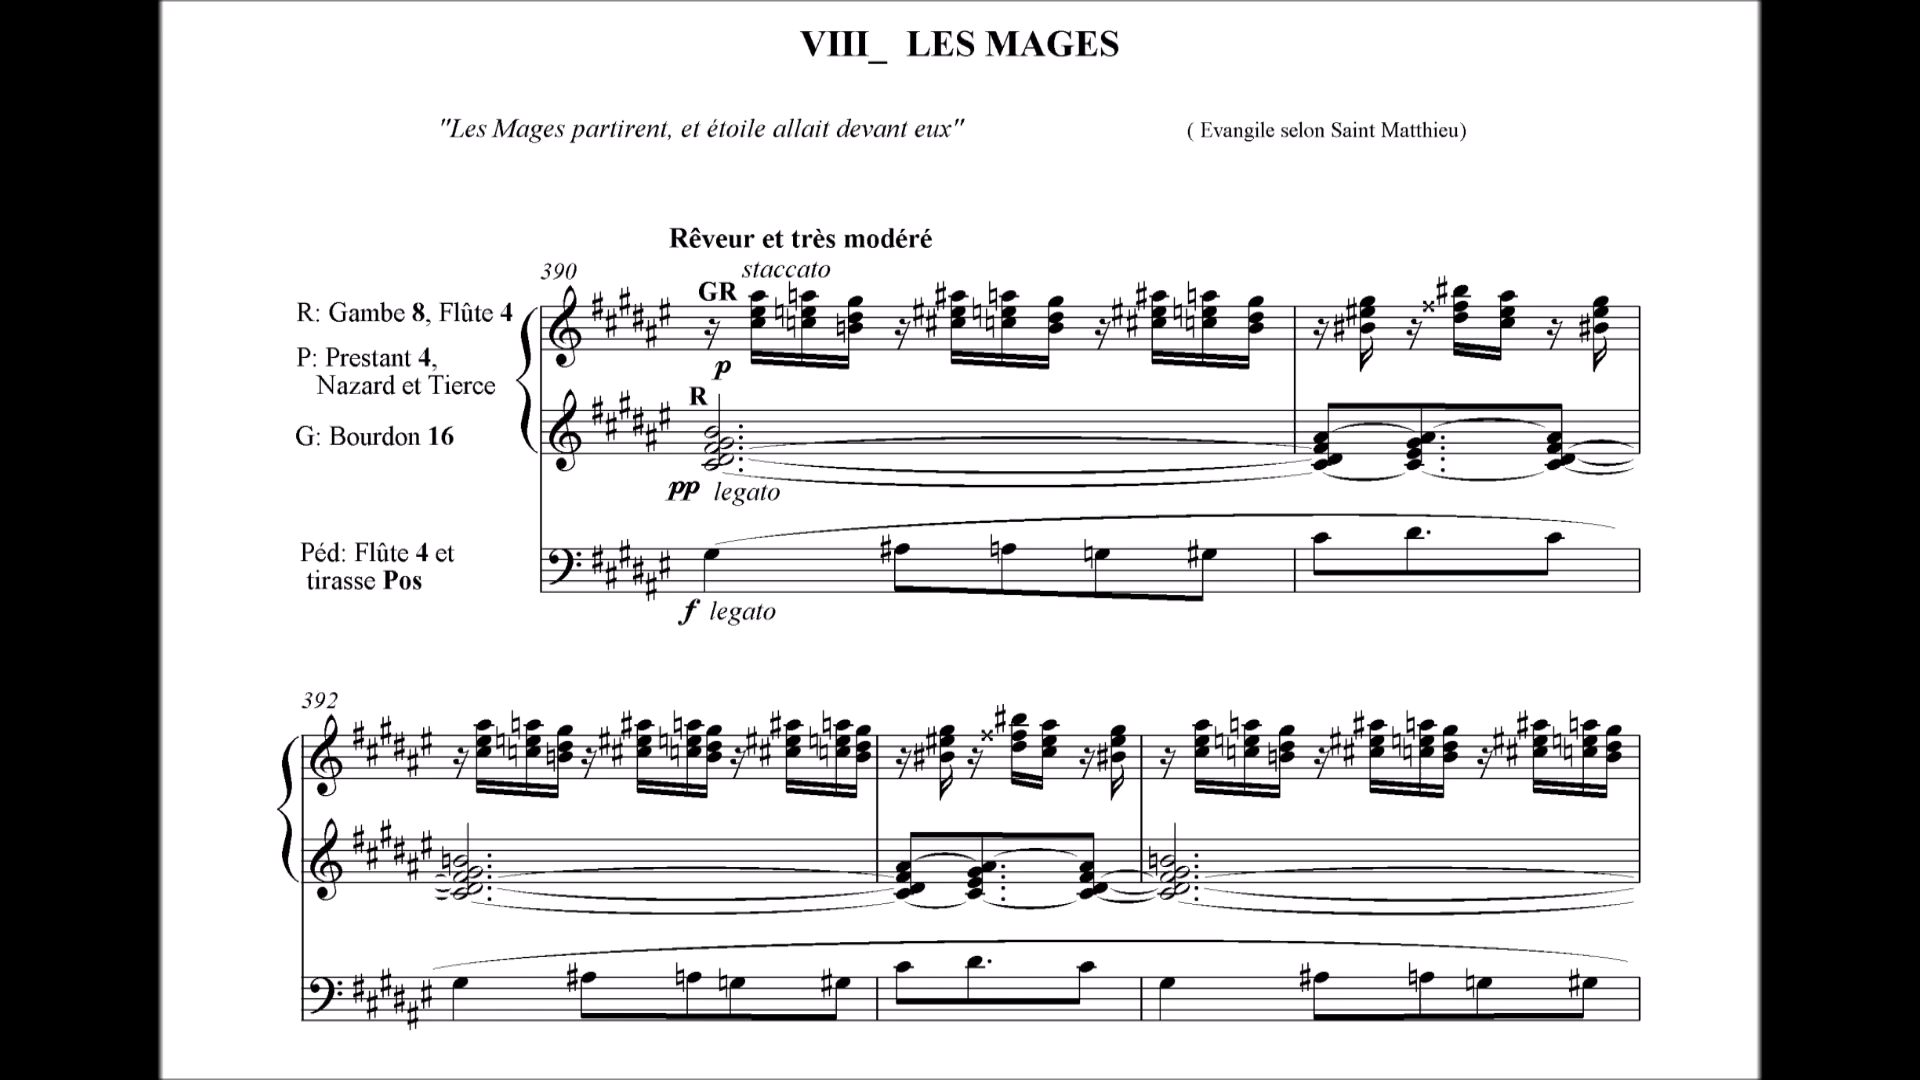 VIII_ LES MAGES
"Les Mages partirent, et étoile allait devant eux"
( Evangile selon Saint Matthieu)
Rêveur et très modéré
390
staccato
GR
R: Gambe 8, Flûte 4
P: Prestant 4,
Nazard et Tierce
p
R
G: Bourdon 16
pp legato
Péd: Flûte 4 et
tirasse Pos
f legato
392